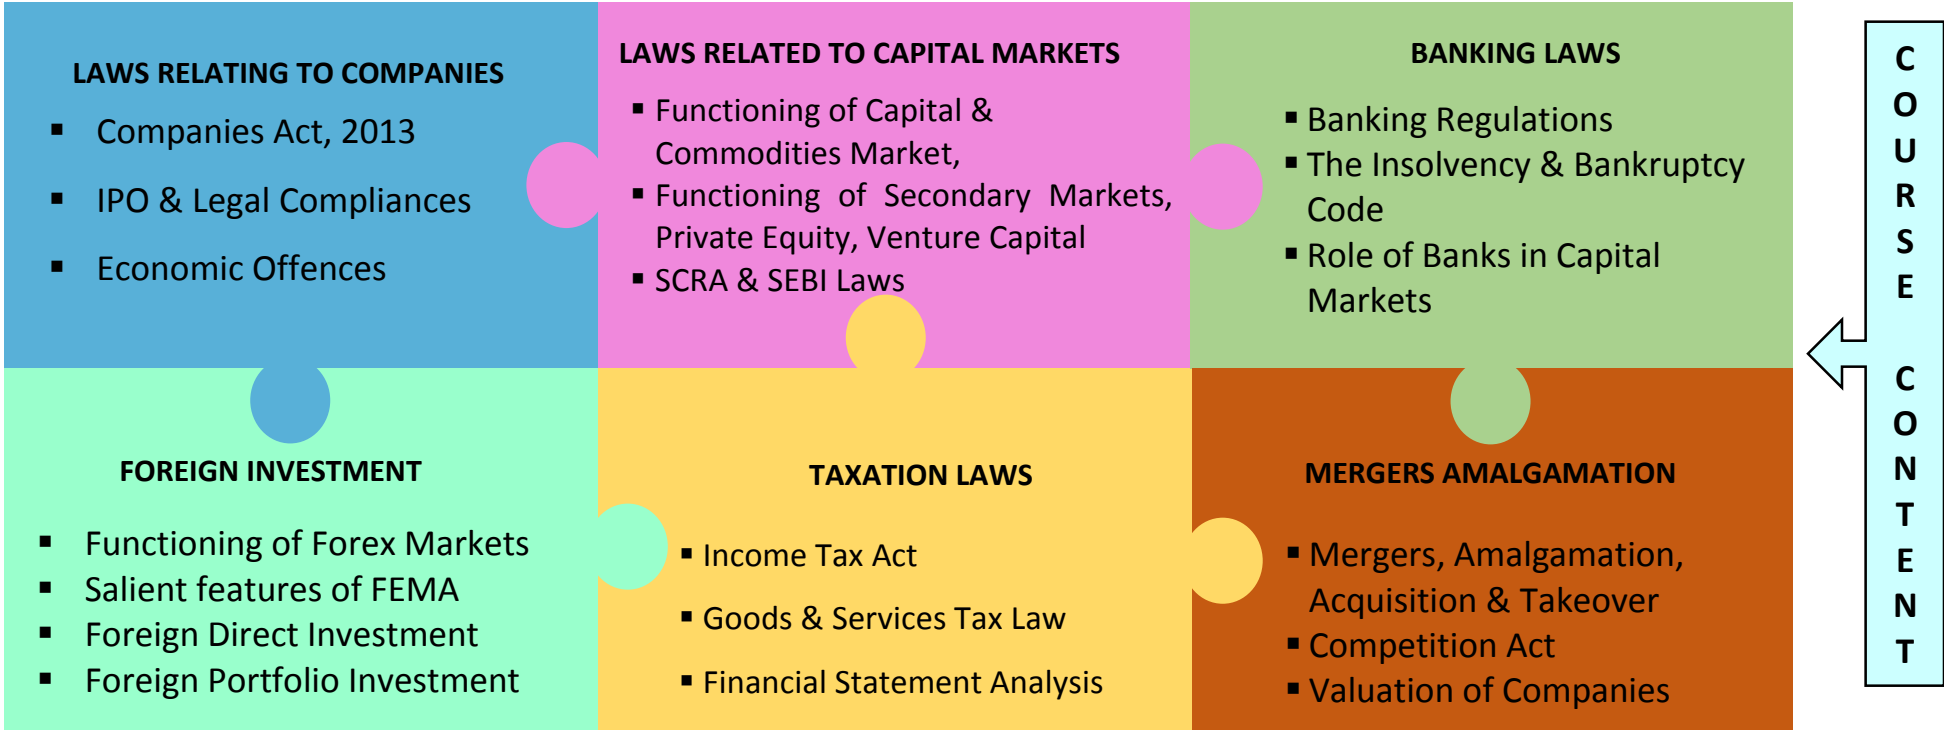 LAWS RELATING TO COMPANIES
▪ Companies Act, 2013
▪ IPO & Legal Compliances
▪ Economic Offences
LAWS RELATED TO CAPITAL MARKETS
▪ Functioning of Capital &
Commodities Market,
▪ Functioning of Secondary Markets,
Private Equity, Venture Capital
▪ SCRA & SEBI Laws
BANKING LAWS
▪ Banking Regulations
▪ The Insolvency & Bankruptcy
Code
▪ Role of Banks in Capital
Markets
FOREIGN INVESTMENT
▪ Functioning of Forex Markets
▪ Salient features of FEMA
▪ Foreign Direct Investment
▪ Foreign Portfolio Investment
TAXATION LAWS
▪ Income Tax Act
▪ Goods & Services Tax Law
▪ Financial Statement Analysis
MERGERS AMALGAMATION
▪ Mergers, Amalgamation,
Acquisition & Takeover
▪ Competition Act
▪ Valuation of Companies
COURSE CONTENT